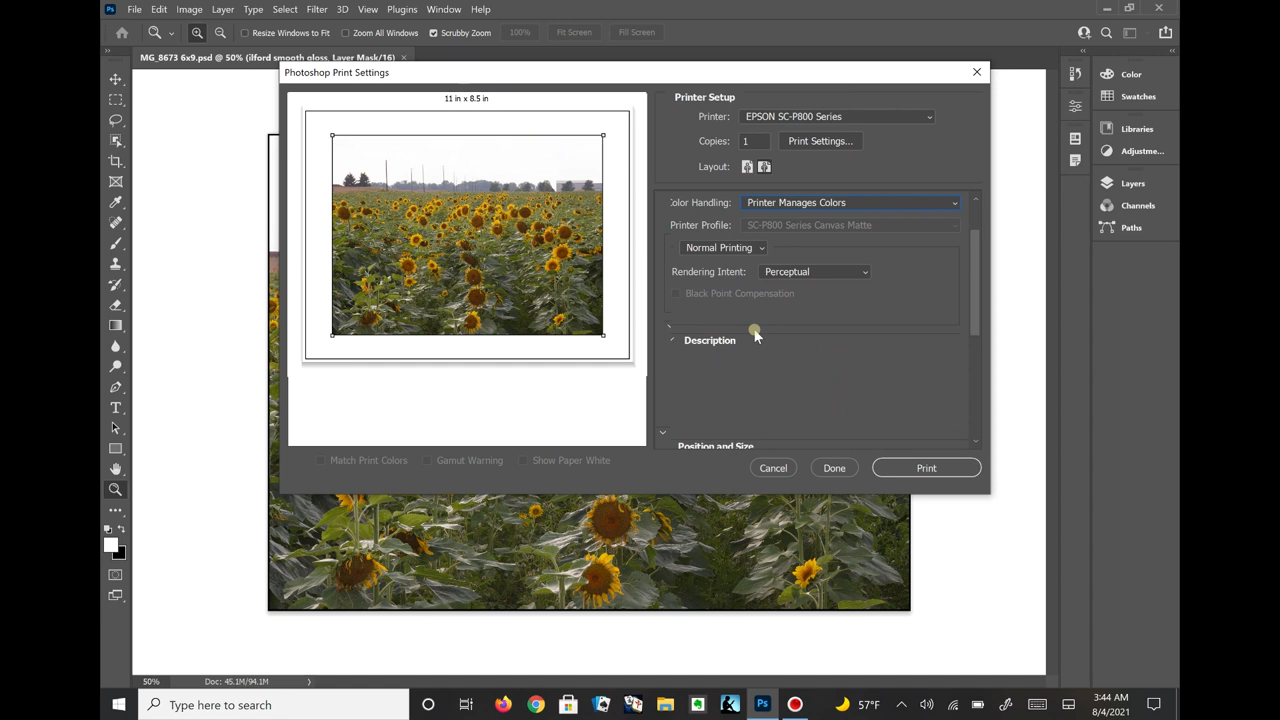 Ps File Edit Image Layer Type Select Filter 3D View Plugins Window Help
Resize Windows to Fit Zoom All Windows Scrubby Zoom 100% Fit Screen Fill Screen
MG_8673 6x9.psd @ 50% (ilford smooth gloss, Layer Mask/16) ×
Photoshop Print Settings
11 in x 8.5 in
Printer Setup
Printer: EPSON SC-P800 Series
Copies: 1 Print Settings...
Layout:
olor Handling: Printer Manages Colors
Printer Profile: SC-P800 Series Canvas Matte
Normal Printing
Rendering Intent: Perceptual
Black Point Compensation
Description
Position and Size
Match Print Colors Gamut Warning Show Paper White
Cancel Done Print
Color
Swatches
Libraries
Adjustme...
Layers
Channels
Paths
T
50% Doc: 45.1M/94.1M
Type here to search
Ps
57°F
3:44 AM
8/4/2021